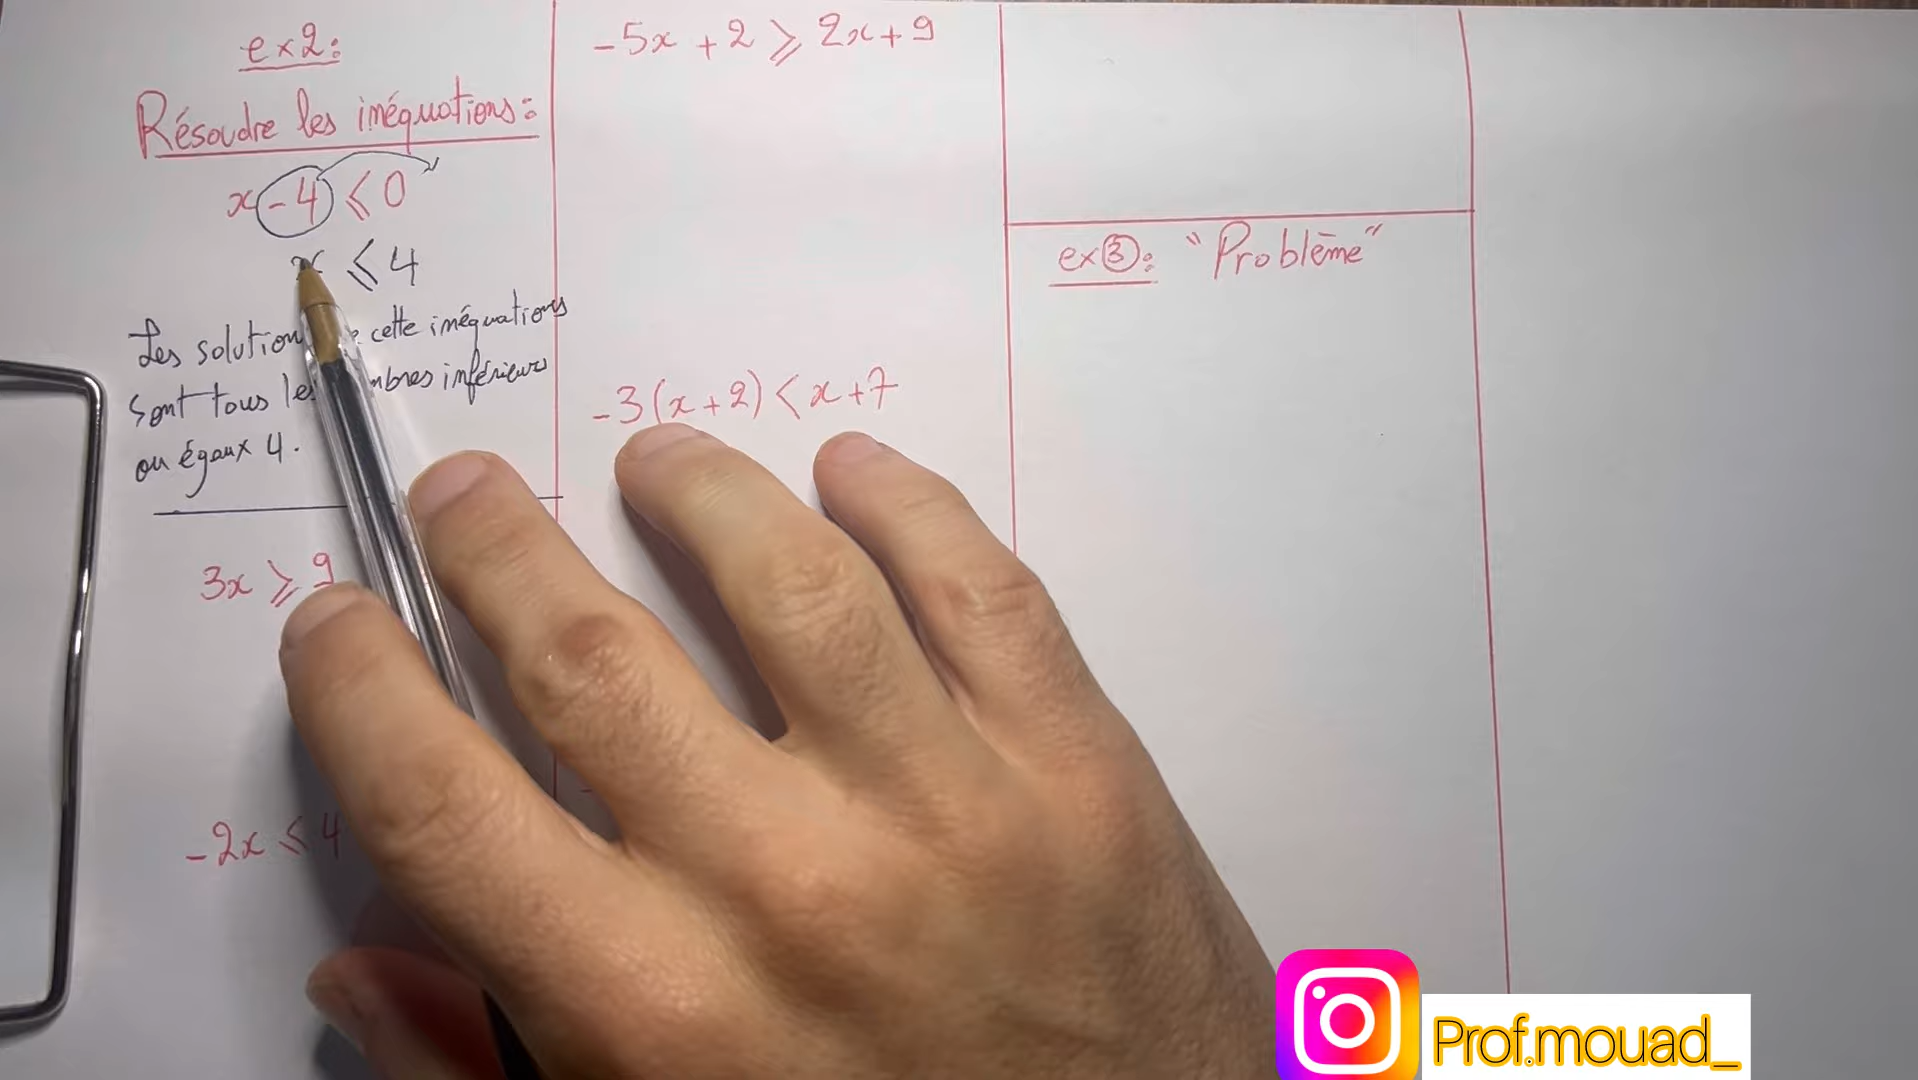 ex2:
Résoudre les inéquations:
x - 4 ⩽ 0
x ⩽ 4
Les solution cette inéquations
sont tous les inférieurs
ou égaux 4.
3x ⩾ 9
-2x ⩽ 4
-5x + 2 ⩾ 2x + 9
-3(x + 2) < x + 7
ex③: "Problème"
Prof.mouad_